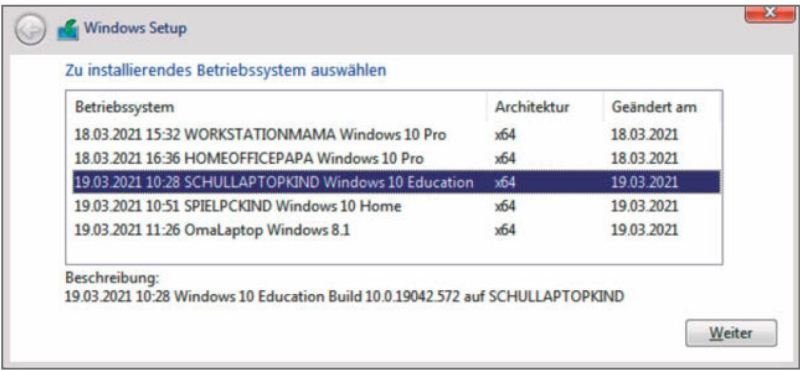 Windows Setup
Zu installierendes Betriebssystem auswählen
Betriebssystem Architektur Geändert am
18.03.2021 15:32 WORKSTATIONMAMA Windows 10 Pro x64 18.03.2021
18.03.2021 16:36 HOMEOFFICEPAPA Windows 10 Pro x64 18.03.2021
19.03.2021 10:28 SCHULLAPTOPKIND Windows 10 Education x64 19.03.2021
19.03.2021 10:51 SPIELPCKIND Windows 10 Home x64 19.03.2021
19.03.2021 11:26 OmaLaptop Windows 8.1 x64 19.03.2021
Beschreibung:
19.03.2021 10:28 Windows 10 Education Build 10.0.19042.572 auf SCHULLAPTOPKIND
Weiter